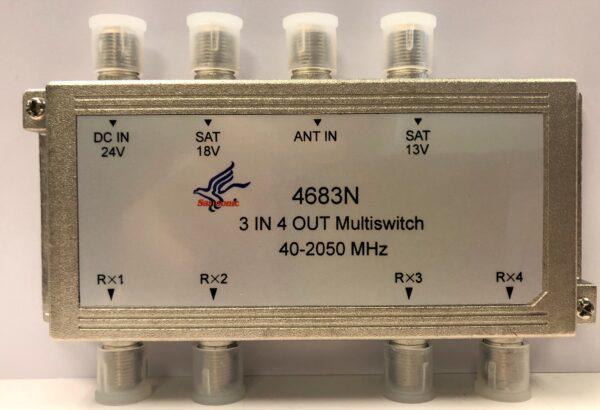 DC IN
24V
SAT
18V
ANT IN
SAT
13V
Sansonic
4683N
3 IN 4 OUT Multiswitch
40-2050 MHz
R×1
R×2
R×3
R×4